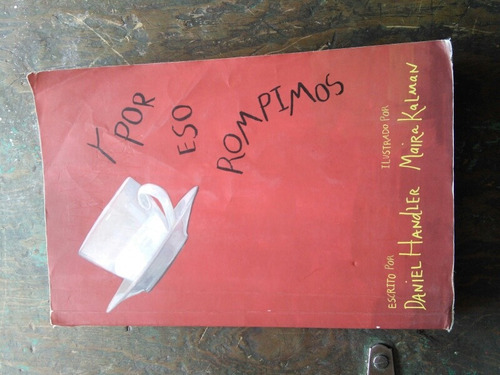 Y POR
ESO
ROMPIMOS
ESCRITO POR
DANIEL HANDLER
ILUSTRADO POR
Maira Kalman